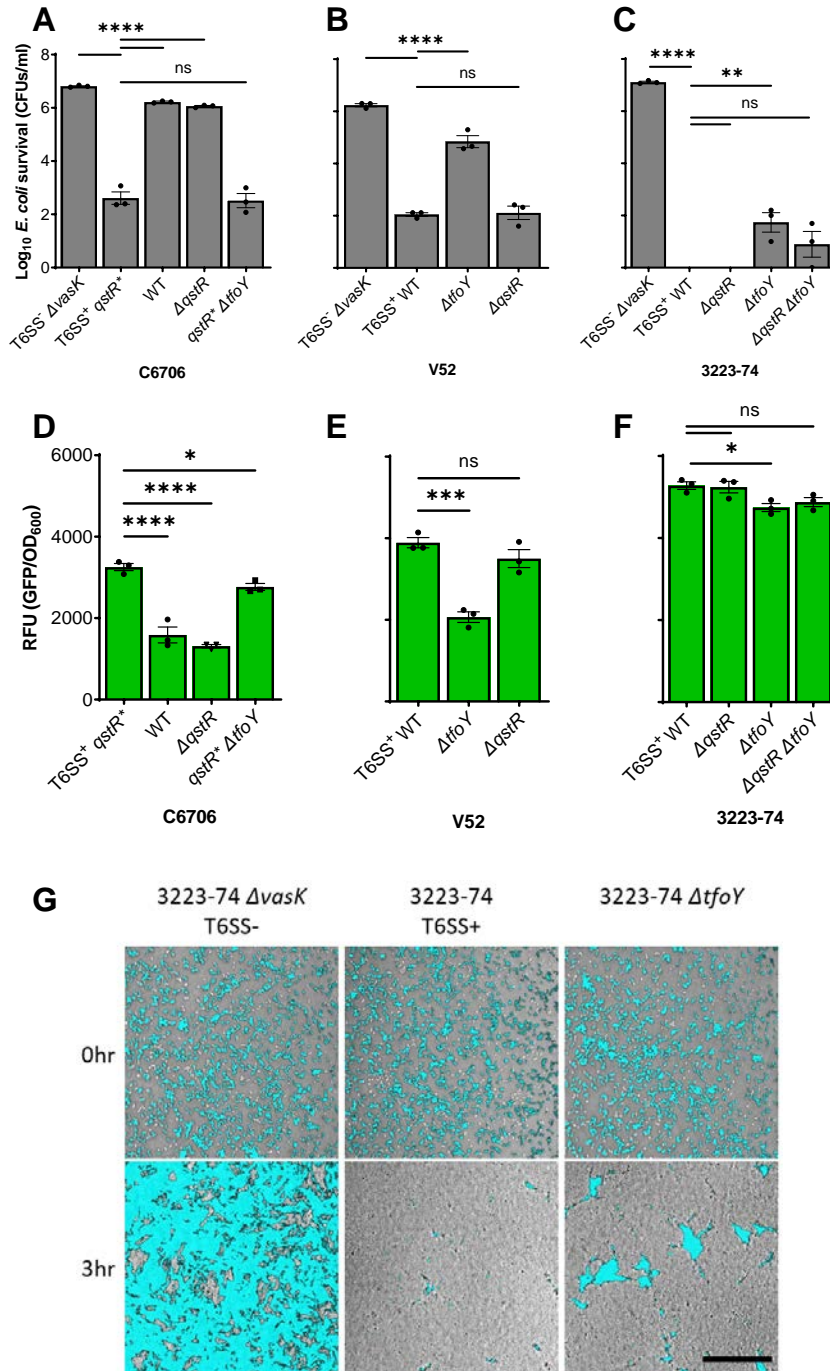 A
B
C
**** ns
**** ns
**** ** ns
Log₁₀ E. coli survival (CFUs/ml)
8
6
4
2
0
T6SS⁻ ΔvasK
T6SS⁺ qstR*
WT
ΔqstR
qstR* ΔtfoY
C6706
T6SS⁻ ΔvasK
T6SS⁺ WT
ΔtfoY
ΔqstR
V52
T6SS⁻ ΔvasK
T6SS⁺ WT
ΔqstR
ΔtfoY
ΔqstR ΔtfoY
3223-74
D
E
F
* **** ****
ns ***
ns *
RFU (GFP/OD₆₀₀)
6000
4000
2000
0
T6SS⁺ qstR*
WT
ΔqstR
qstR* ΔtfoY
C6706
T6SS⁺ WT
ΔtfoY
ΔqstR
V52
T6SS⁺ WT
ΔqstR
ΔtfoY
ΔqstR ΔtfoY
3223-74
G
3223-74 ΔvasK
T6SS-
3223-74
T6SS+
3223-74 ΔtfoY
0hr
3hr